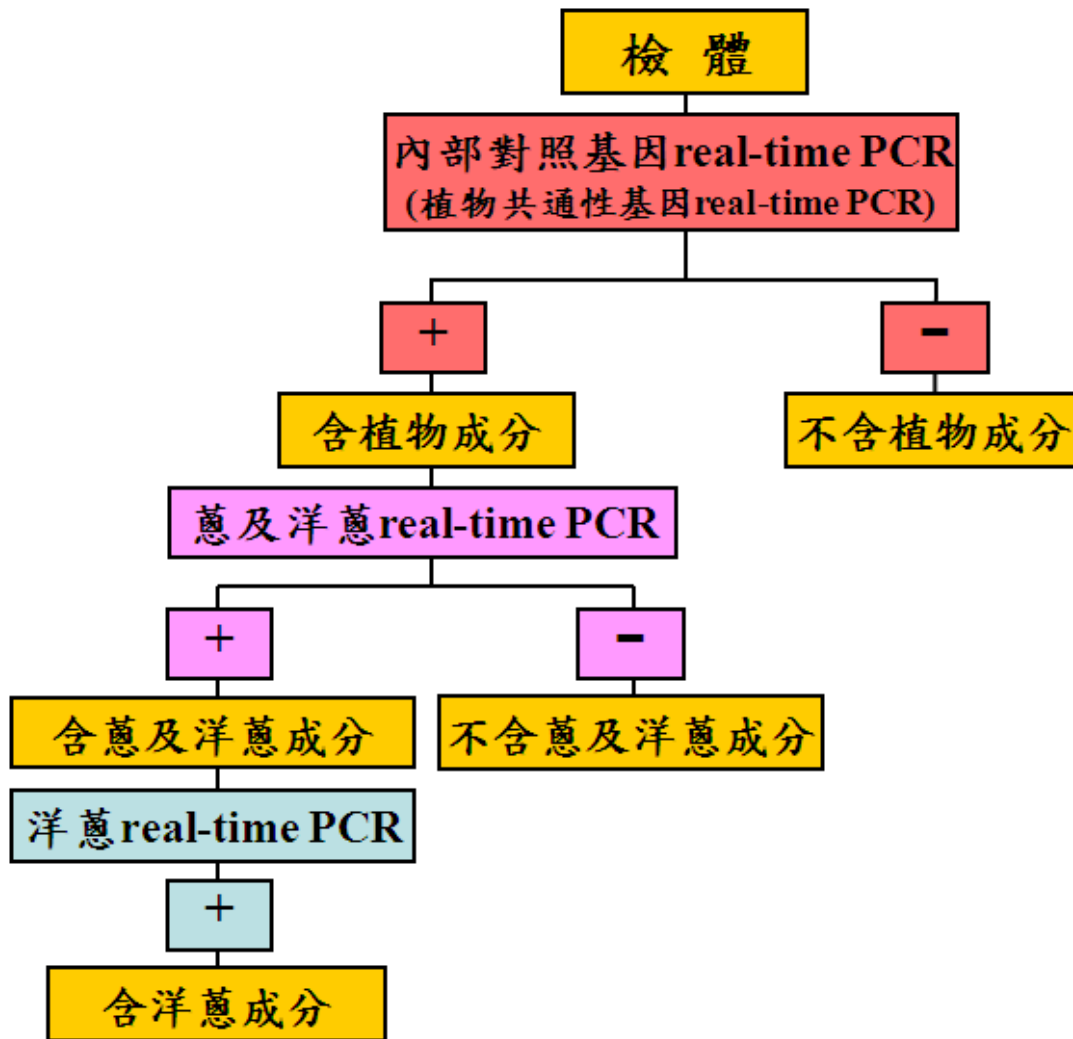 檢 體
內部對照基因real-time PCR
(植物共通性基因real-time PCR)
+
-
含植物成分
不含植物成分
蔥及洋蔥real-time PCR
+
-
含蔥及洋蔥成分
不含蔥及洋蔥成分
洋蔥real-time PCR
+
含洋蔥成分